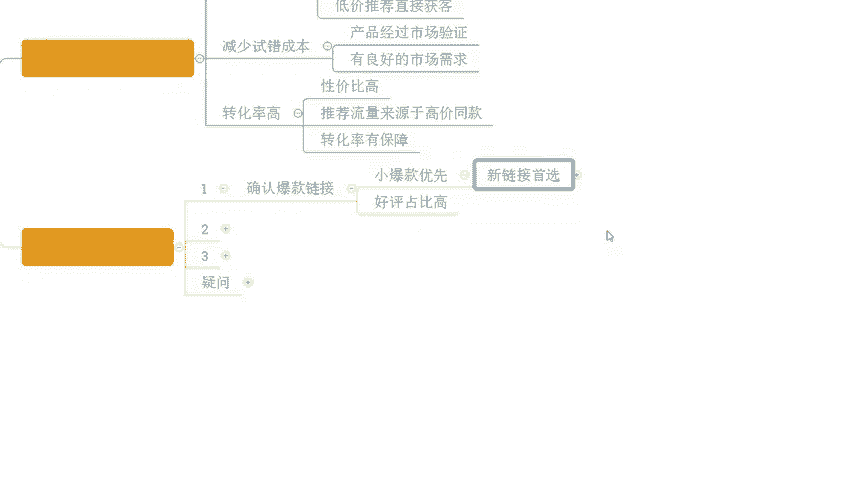 低价推荐直接获客
减少试错成本
产品经过市场验证
有良好的市场需求
转化率高
性价比高
推荐流量来源于高价同款
转化率有保障
1
确认爆款链接
小爆款优先
新链接首选
好评占比高
2
3
疑问